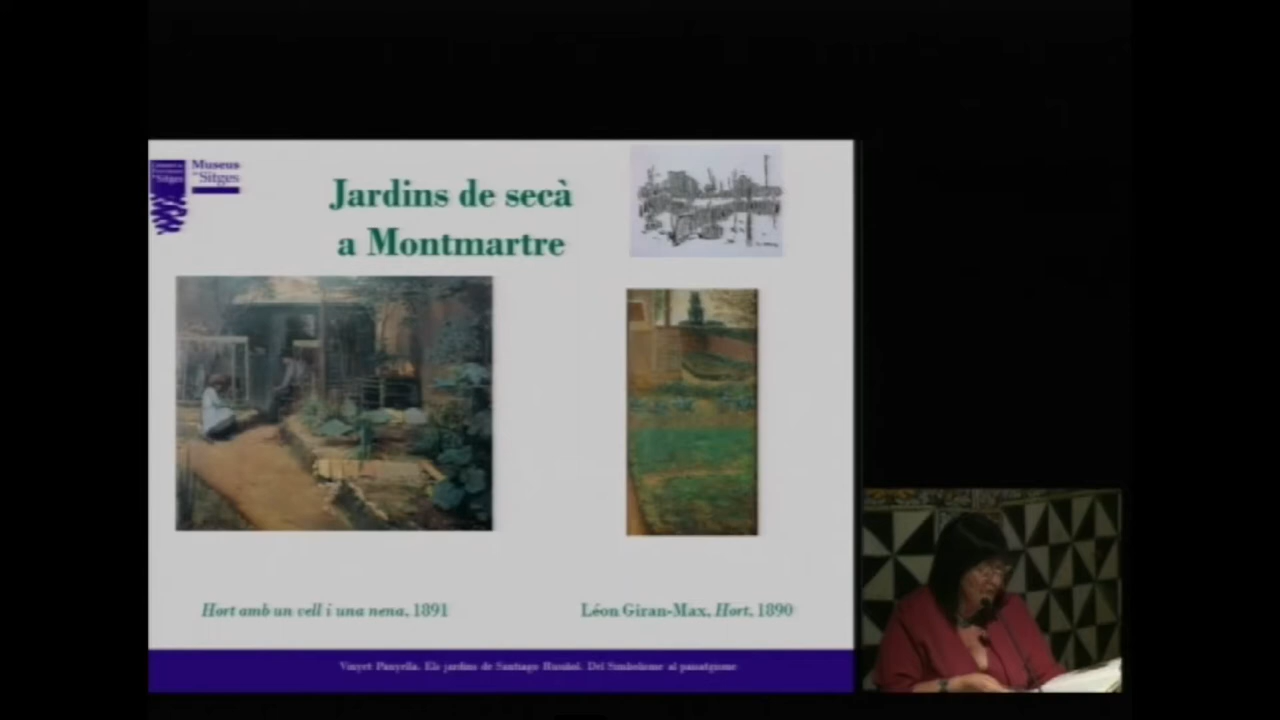 Museus
de Sitges
Jardins de secà
a Montmartre
Hort amb un vell i una nena, 1891
Léon Giran-Max, Hort, 1890
Vinyet Panyella. Els jardins de Santiago Rusiñol. Del Simbolisme al paisatgisme